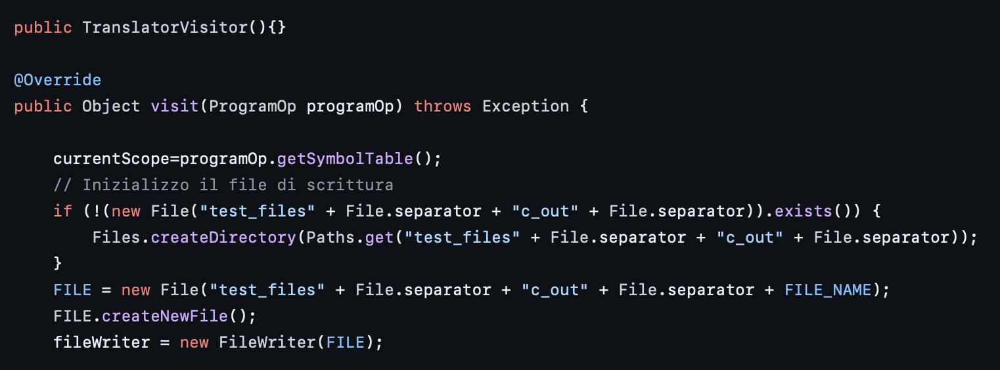 public TranslatorVisitor(){}
@Override
public Object visit(ProgramOp programOp) throws Exception {
currentScope=programOp.getSymbolTable();
// Inizializzo il file di scrittura
if (!(new File("test_files" + File.separator + "c_out" + File.separator)).exists()) {
Files.createDirectory(Paths.get("test_files" + File.separator + "c_out" + File.separator));
}
FILE = new File("test_files" + File.separator + "c_out" + File.separator + FILE_NAME);
FILE.createNewFile();
fileWriter = new FileWriter(FILE);